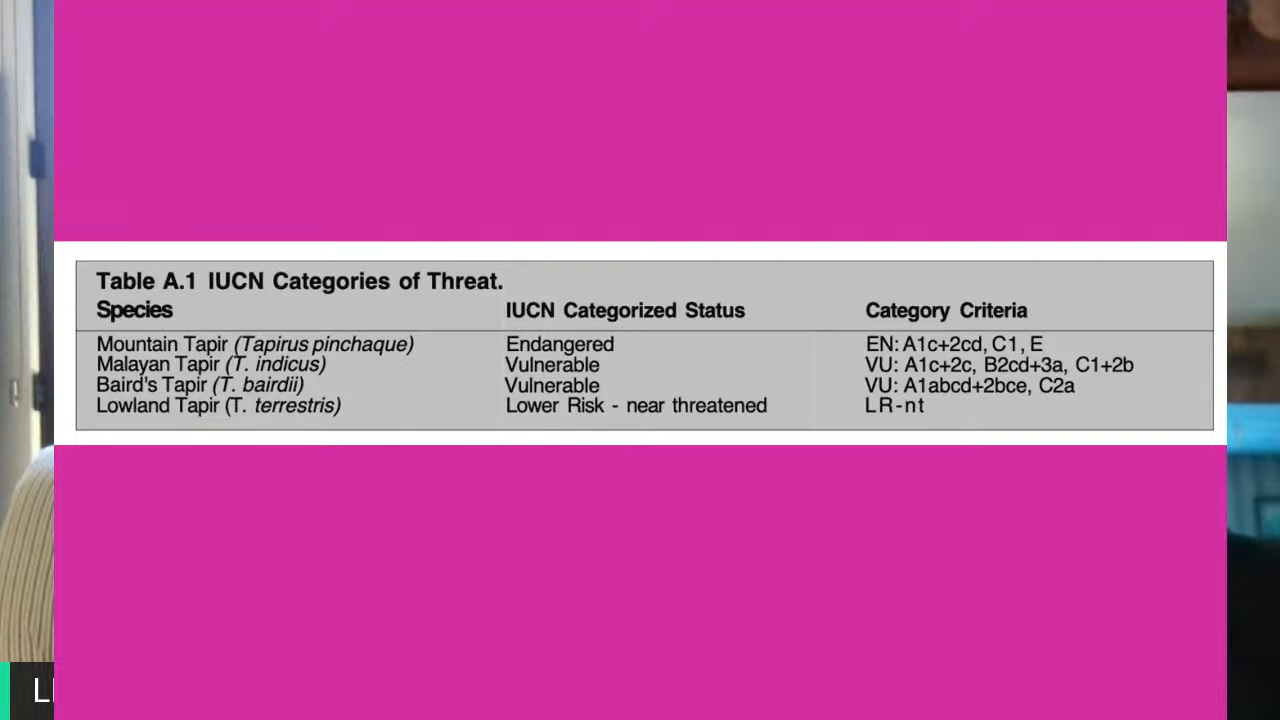 Table A.1 IUCN Categories of Threat.
Species IUCN Categorized Status Category Criteria
Mountain Tapir (Tapirus pinchaque) Endangered EN: A1c+2cd, C1, E
Malayan Tapir (T. indicus) Vulnerable VU: A1c+2c, B2cd+3a, C1+2b
Baird's Tapir (T. bairdii) Vulnerable VU: A1abcd+2bce, C2a
Lowland Tapir (T. terrestris) Lower Risk - near threatened LR-nt